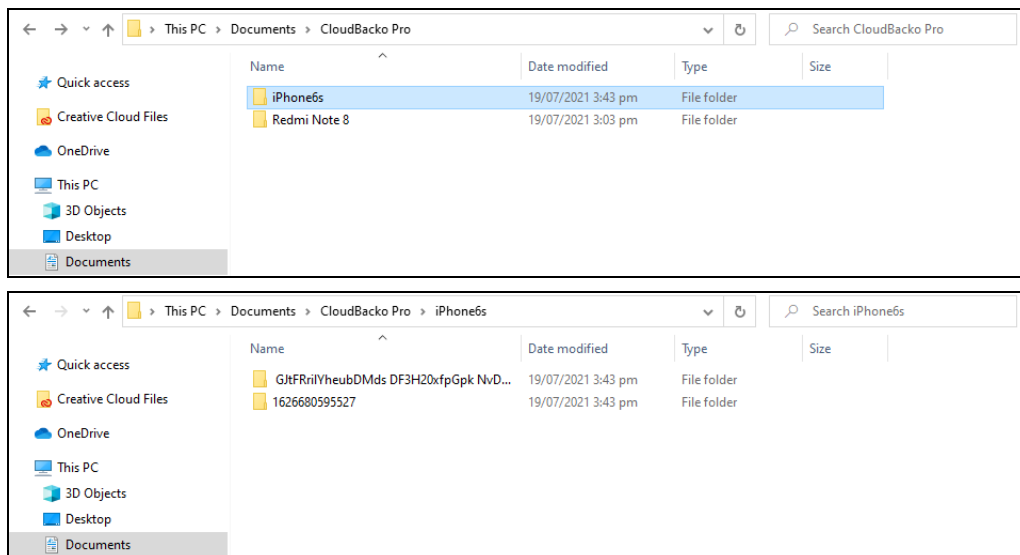 This PC > Documents > CloudBacko Pro
Search CloudBacko Pro
Name Date modified Type Size
Quick access
iPhone6s 19/07/2021 3:43 pm File folder
Creative Cloud Files
Redmi Note 8 19/07/2021 3:03 pm File folder
OneDrive
This PC
3D Objects
Desktop
Documents
This PC > Documents > CloudBacko Pro > iPhone6s
Search iPhone6s
Name Date modified Type Size
Quick access
19/07/2021 3:43 pm File folder
Creative Cloud Files
1626680595527 19/07/2021 3:43 pm File folder
OneDrive
This PC
3D Objects
Desktop
Documents